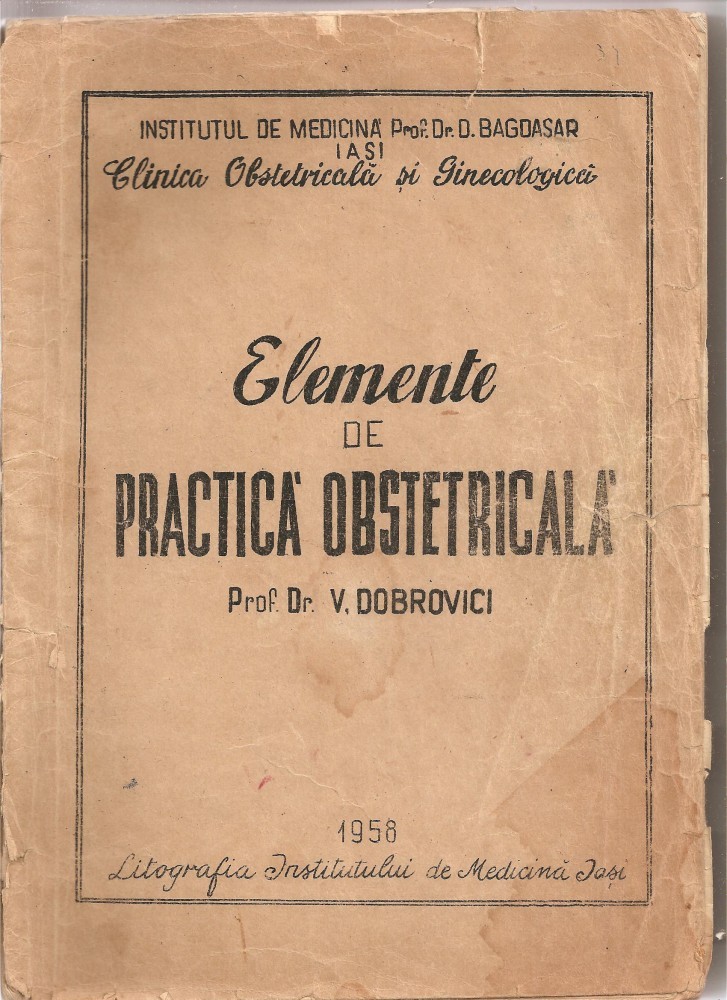 INSTITUTUL DE MEDICINĂ Prof. Dr. D. BAGDASAR
IAȘI
Clinica Obstetricală și Ginecologică
Elemente
DE
PRACTICĂ OBSTETRICALĂ
Prof. Dr. V. DOBROVICI
1958
Litografia Institutului de Medicină Iași